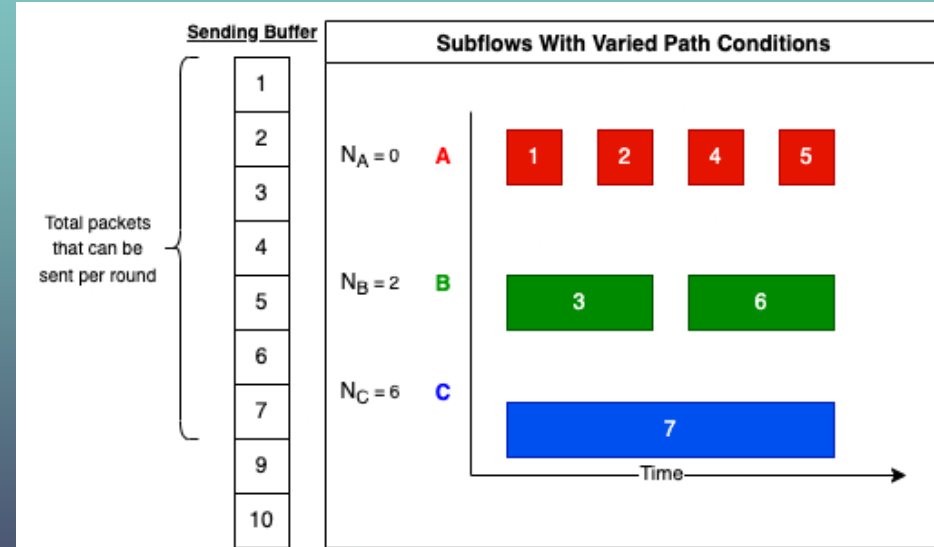 Sending Buffer
Subflows With Varied Path Conditions
1
2
3
4
5
6
7
9
10
Total packets
that can be
sent per round
NA = 0 A
1 2 4 5
NB = 2 B
3 6
NC = 6 C
7
Time